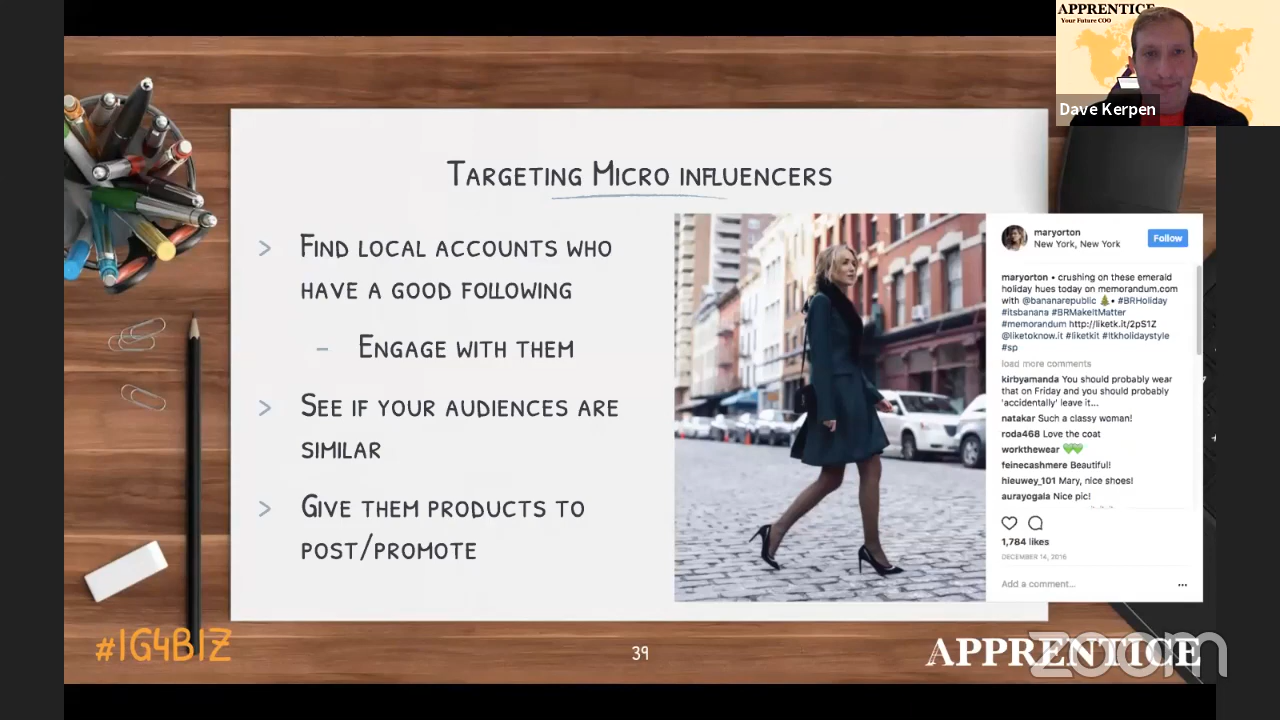 APPRENTICE
Your Future COO
Dave Kerpen
TARGETING MICRO INFLUENCERS
> FIND LOCAL ACCOUNTS WHO
HAVE A GOOD FOLLOWING
- ENGAGE WITH THEM
> SEE IF YOUR AUDIENCES ARE
SIMILAR
> GIVE THEM PRODUCTS TO
POST/PROMOTE
maryorton
New York, New York
Follow
maryorton • crushing on these emerald
holiday hues today on memorandum.com
with @bananarepublic 🎄• #BRHoliday
#itsbanana #BRMakeItMatter
#memorandum http://liketk.it/2pS1Z
@liketoknow.it #liketkit #ltkholidaystyle
#sp
load more comments
kirbyamanda You should probably wear
that on Friday and you should probably
'accidentally' leave it...
natakar Such a classy woman!
roda468 Love the coat
workthewear 💚💚
feinecashmere Beautiful!
hleuwey_101 Mary, nice shoes!
aurayogala Nice pic!
1,784 likes
DECEMBER 14, 2016
Add a comment...
...
#IG4BIZ
39
APPRENTICE
zoom